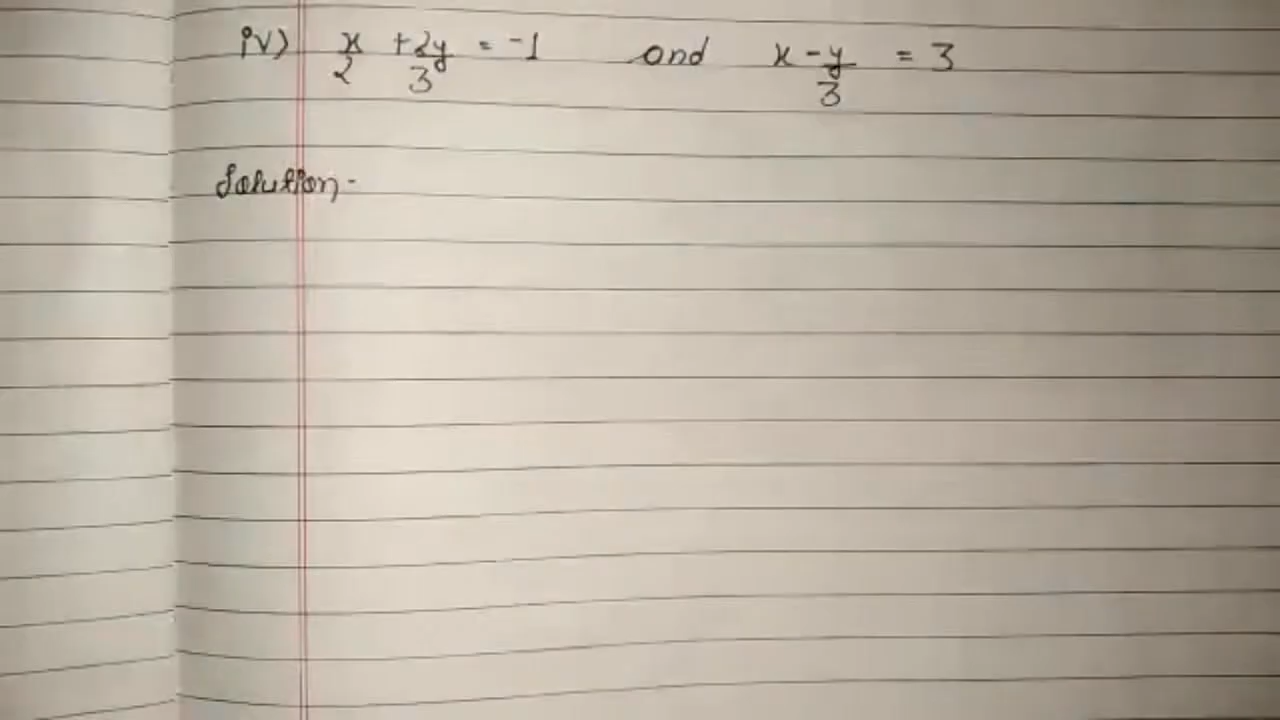 iv) x/2 + 2y/3 = -1 and x - y/3 = 3
Solution -